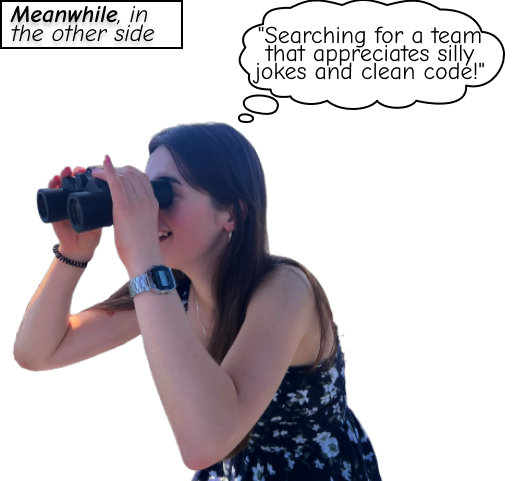 Meanwhile, in
the other side
"Searching for a team
that appreciates silly
jokes and clean code!"